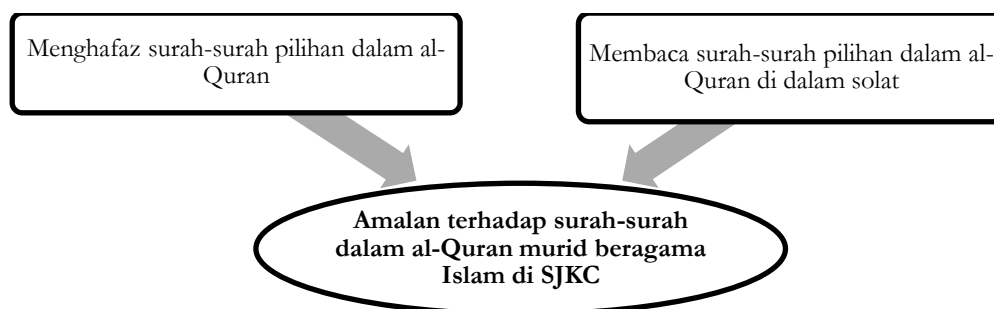 Menghafaz surah-surah pilihan dalam al-
Quran
Membaca surah-surah pilihan dalam al-
Quran di dalam solat
Amalan terhadap surah-surah
dalam al-Quran murid beragama
Islam di SJKC